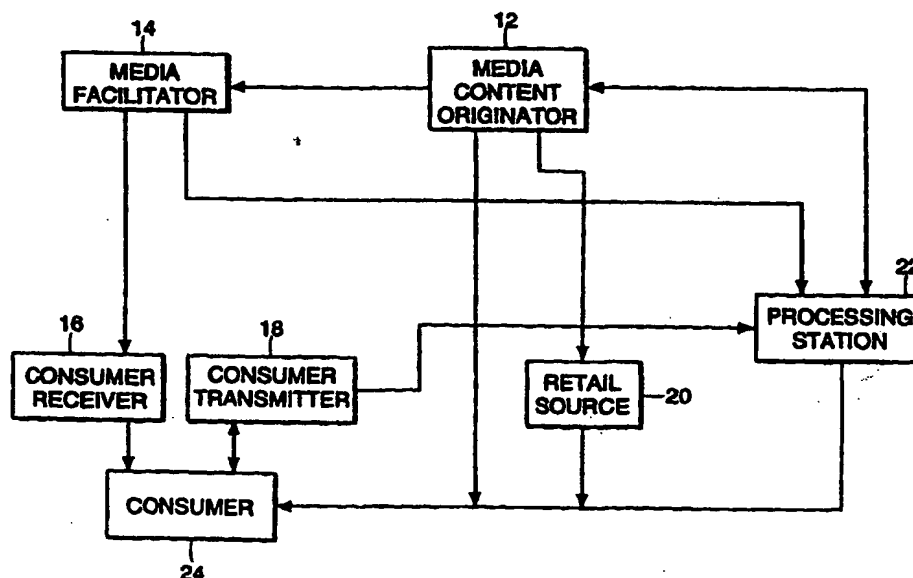 14
12
MEDIA
FACILITATOR
MEDIA
CONTENT
ORIGINATOR
22
PROCESSING
STATION
16
18
CONSUMER
RECEIVER
CONSUMER
TRANSMITTER
RETAIL
SOURCE
20
CONSUMER
24